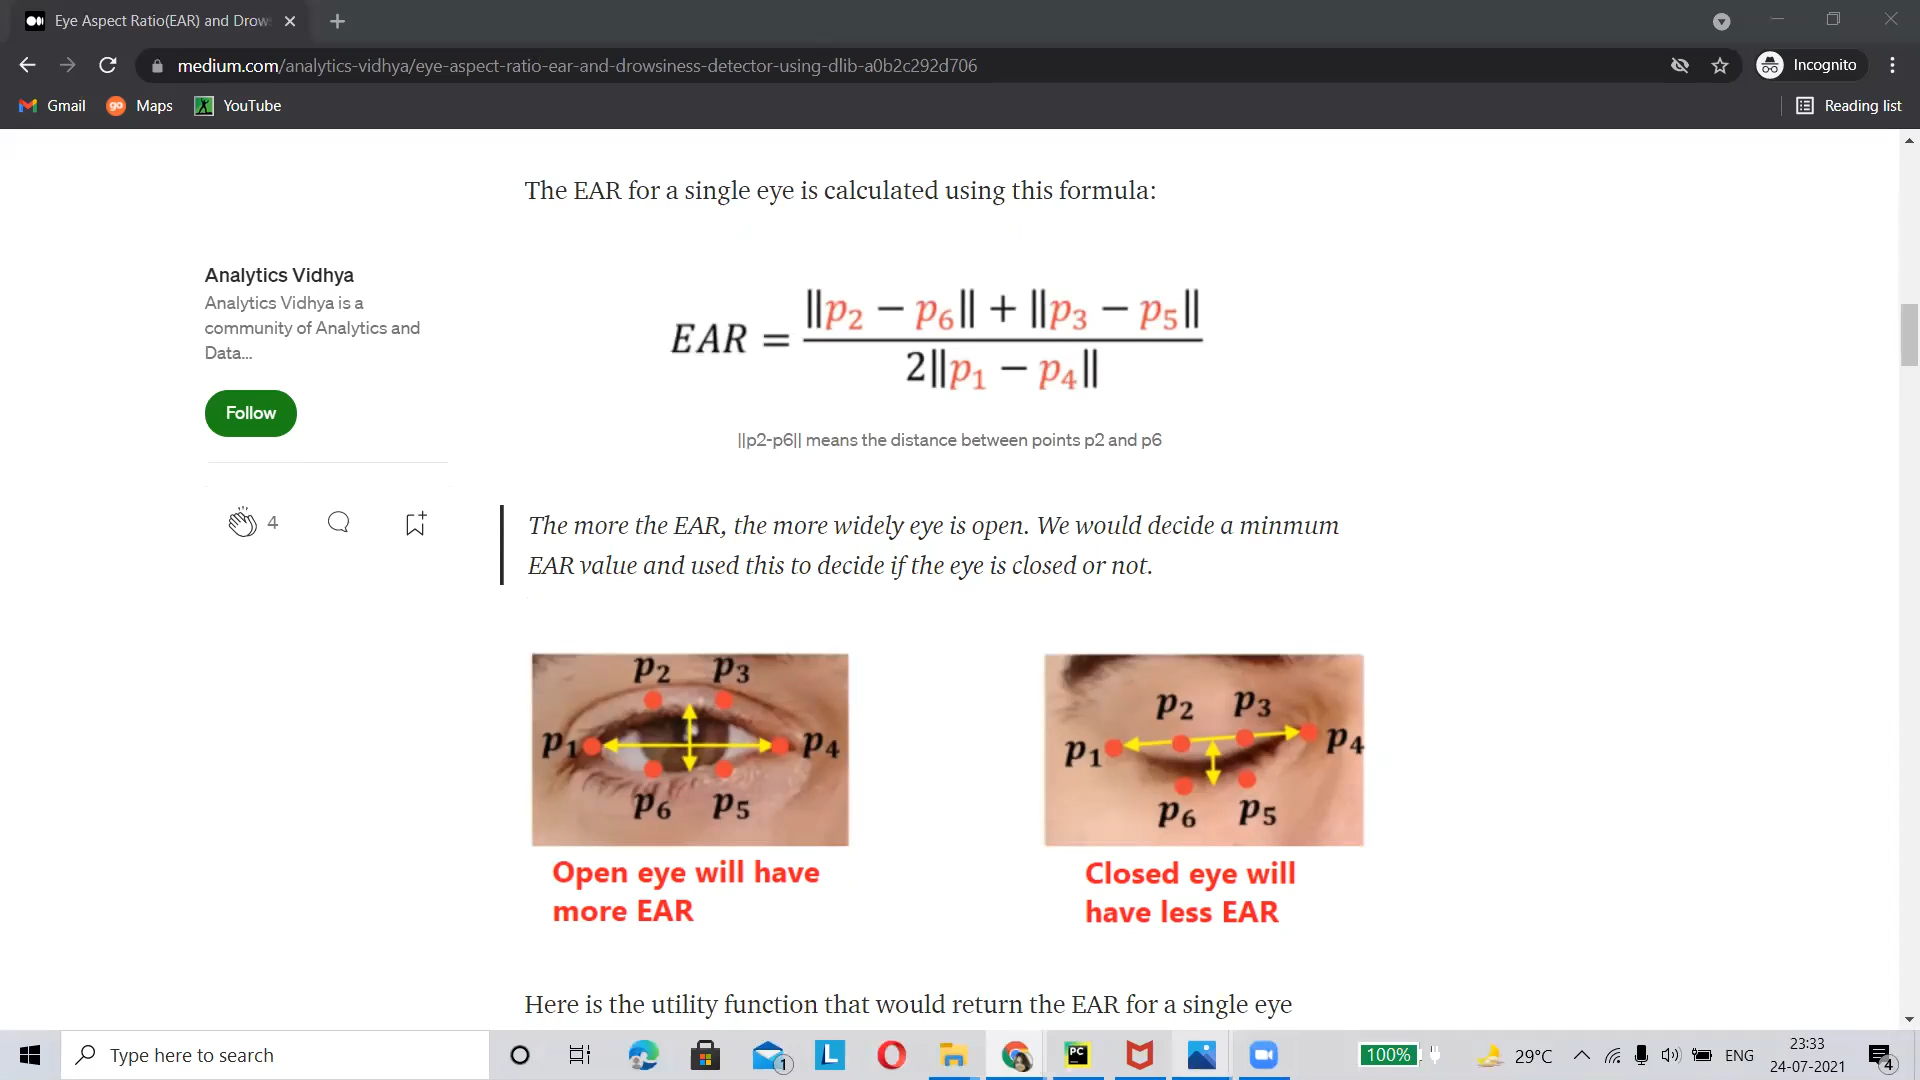 Eye Aspect Ratio(EAR) and Drow
medium.com/analytics-vidhya/eye-aspect-ratio-ear-and-drowsiness-detector-using-dlib-a0b2c292d706
Incognito
Gmail
go
Maps
YouTube
Reading list
The EAR for a single eye is calculated using this formula:
Analytics Vidhya
Analytics Vidhya is a
community of Analytics and
Data...
Follow
4
EAR = ||p2 − p6|| + ||p3 − p5||
2||p1 − p4||
||p2-p6|| means the distance between points p2 and p6
The more the EAR, the more widely eye is open. We would decide a minmum
EAR value and used this to decide if the eye is closed or not.
p2 p3
p1 p4
p6 p5
Open eye will have
more EAR
p2 p3
p1 p4
p6 p5
Closed eye will
have less EAR
Here is the utility function that would return the EAR for a single eye
Type here to search
1
L
PC
100%
29°C
ENG
23:33
24-07-2021
4